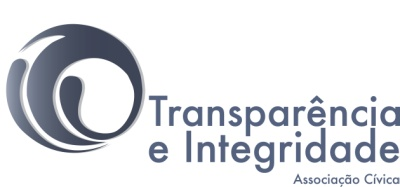 Transparência
e Integridade
Associação Cívica